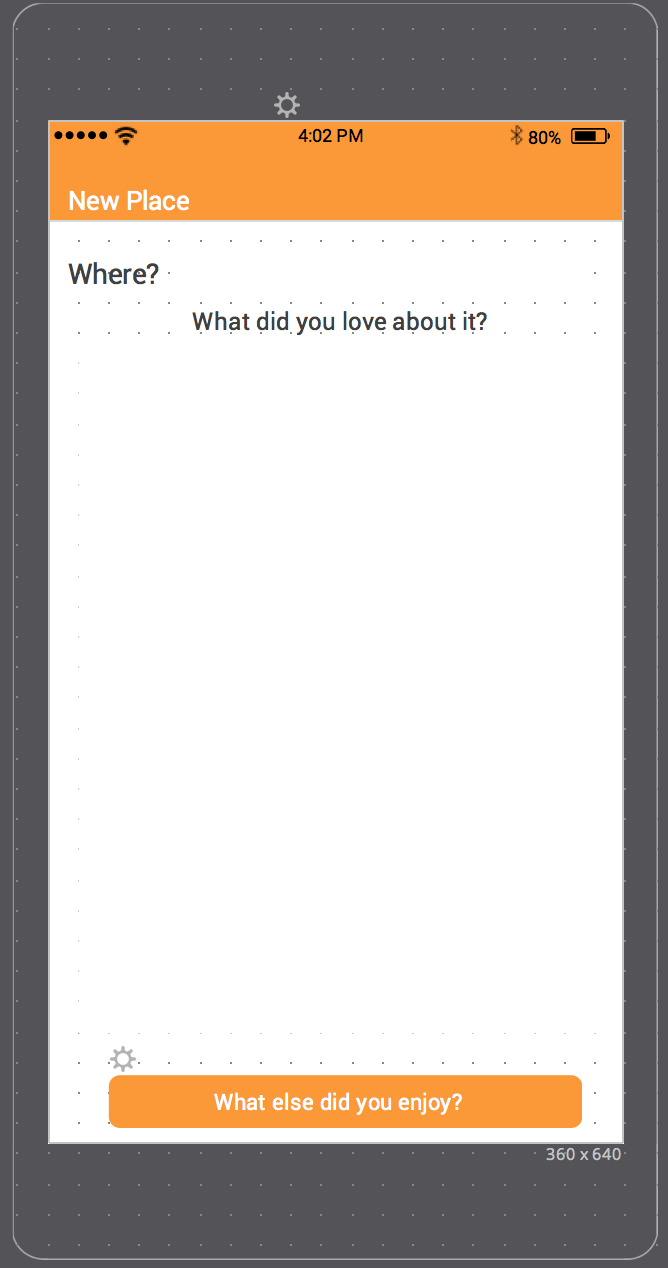 4:02 PM
80%
New Place
Where?
What did you love about it?
What else did you enjoy?
360 x 640